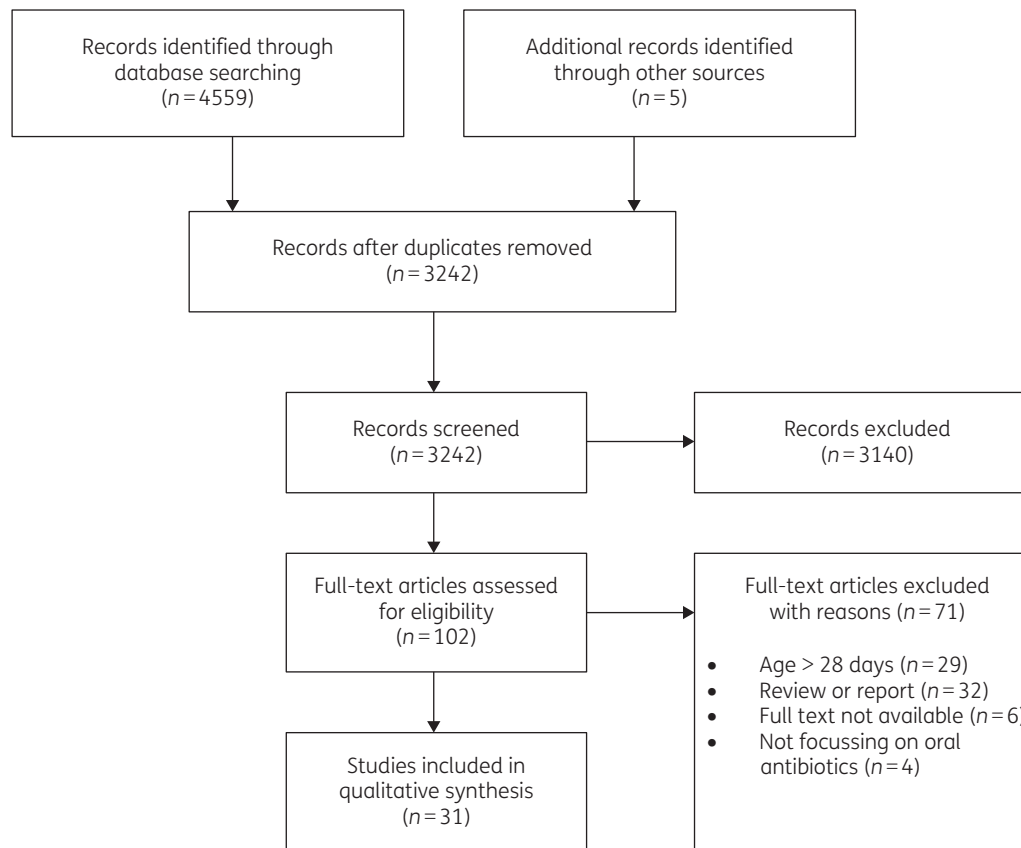 Records identified through
database searching
(n=4559)
Additional records identified
through other sources
(n=5)
Records after duplicates removed
(n=3242)
Records screened
(n=3242)
Records excluded
(n=3140)
Full-text articles assessed
for eligibility
(n=102)
Full-text articles excluded
with reasons (n=71)
• Age > 28 days (n=29)
• Review or report (n=32)
• Full text not available (n=6)
• Not focussing on oral
antibiotics (n=4)
Studies included in
qualitative synthesis
(n=31)